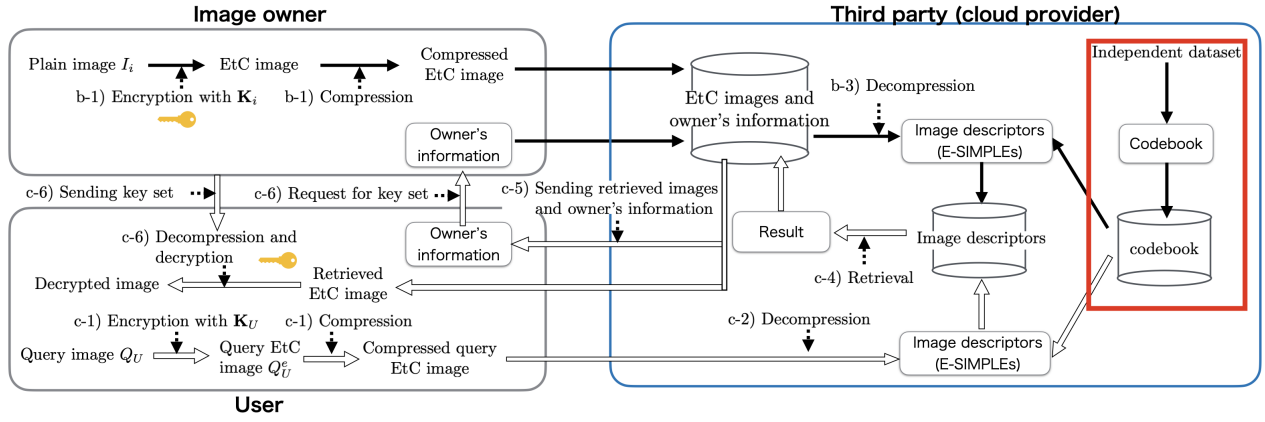 Image owner
Third party (cloud provider)
Plain image I_i
EtC image
Compressed
EtC image
b-1) Encryption with K_i
b-1) Compression
Owner's
information
EtC images and
owner's information
b-3) Decompression
Image descriptors
(E-SIMPLEs)
Independent dataset
Codebook
codebook
c-6) Sending key set
c-6) Request for key set
c-5) Sending retrieved images
and owner's information
Result
Image descriptors
c-4) Retrieval
c-6) Decompression and
decryption
Owner's
information
Decrypted image
Retrieved
EtC image
c-1) Encryption with K_U
c-1) Compression
c-2) Decompression
Query image Q_U
Query EtC
image Q_U^e
Compressed query
EtC image
Image descriptors
(E-SIMPLEs)
User